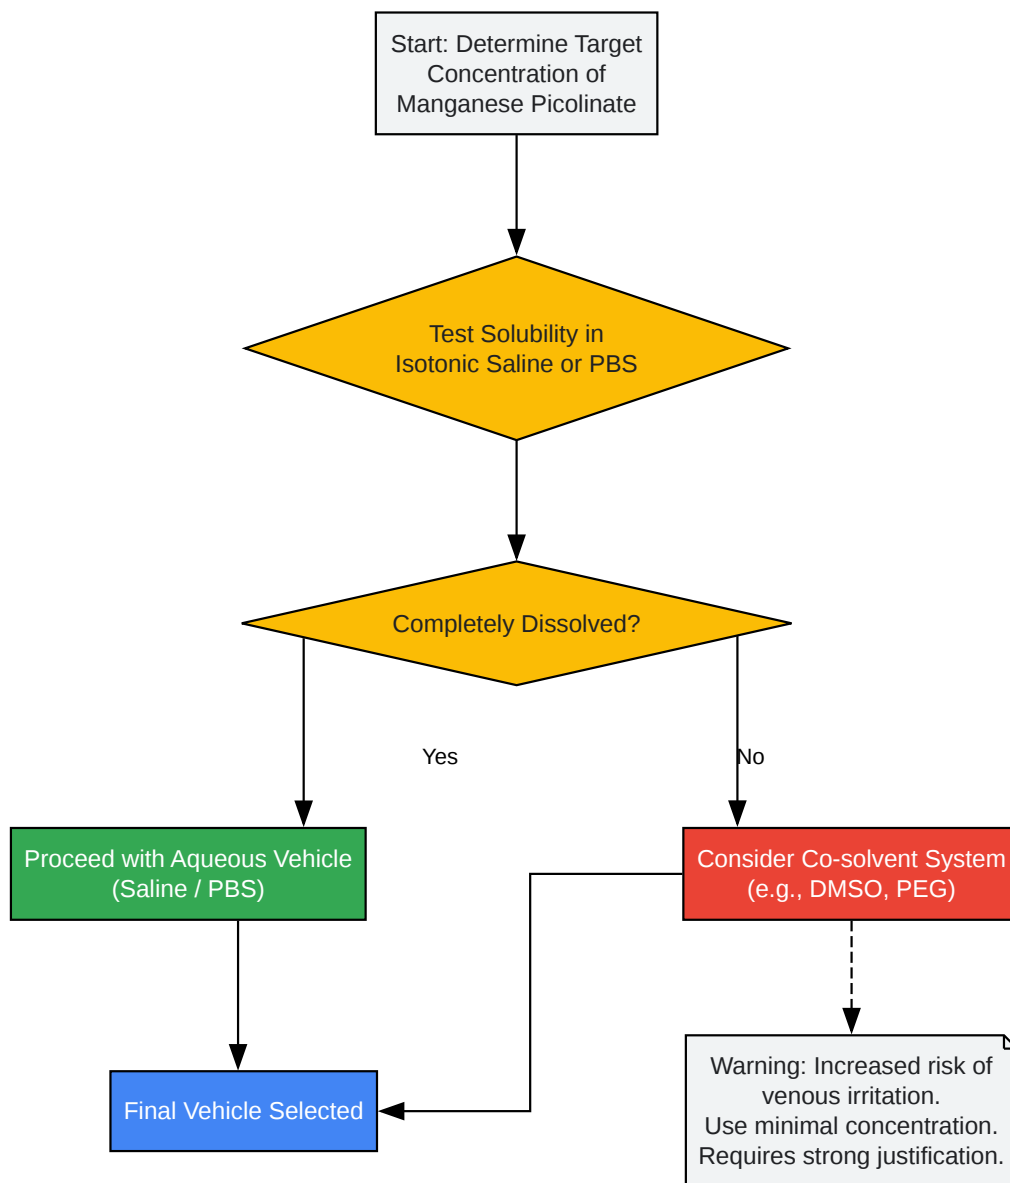 Start: Determine Target
Concentration of
Manganese Picolinate
Test Solubility in
Isotonic Saline or PBS
Completely Dissolved?
Yes
No
Proceed with Aqueous Vehicle
(Saline / PBS)
Consider Co-solvent System
(e.g., DMSO, PEG)
Final Vehicle Selected
Warning: Increased risk of
venous irritation.
Use minimal concentration.
Requires strong justification.